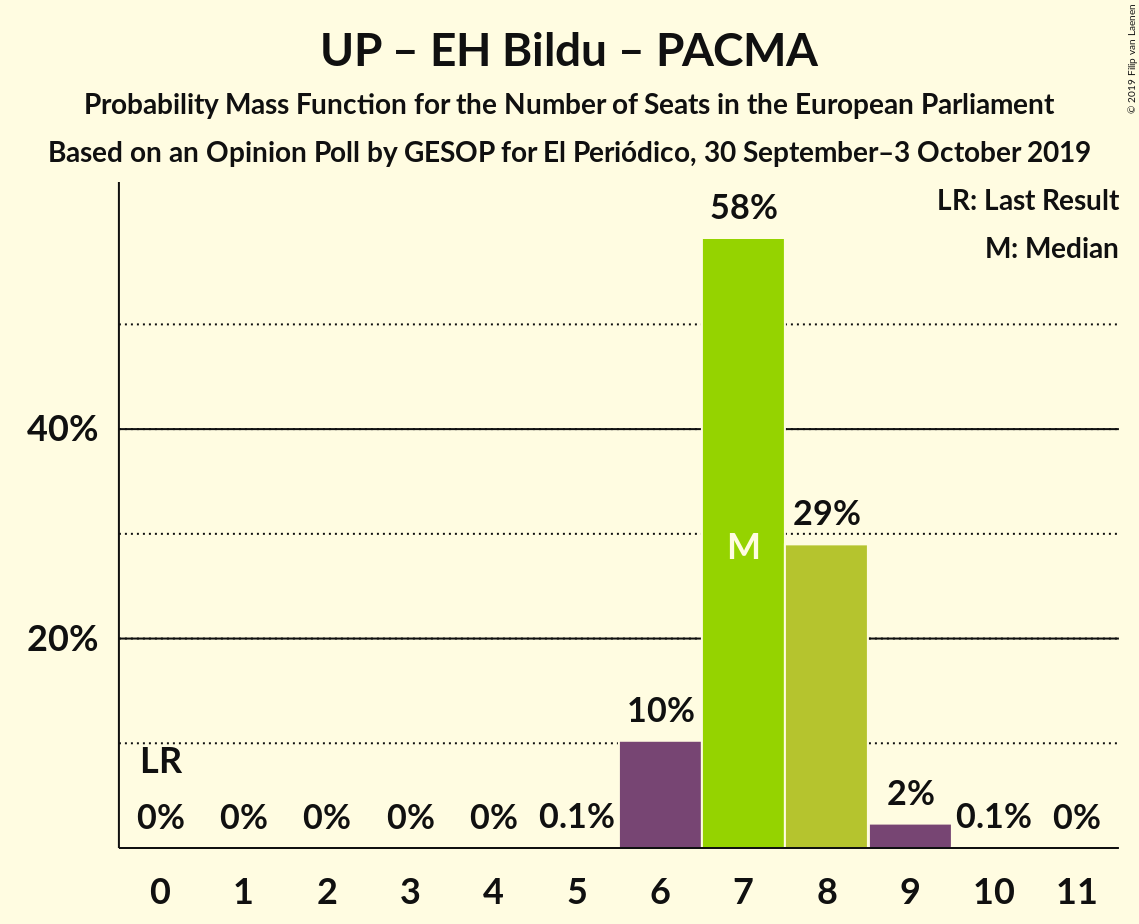 UP – EH Bildu – PACMA
Probability Mass Function for the Number of Seats in the European Parliament
Based on an Opinion Poll by GESOP for El Periódico, 30 September–3 October 2019
© 2019 Filip van Laenen
LR: Last Result
M: Median
58%
40%
29%
M
20%
10%
LR
2%
0% 0% 0% 0% 0% 0.1% 0.1% 0%
0 1 2 3 4 5 6 7 8 9 10 11